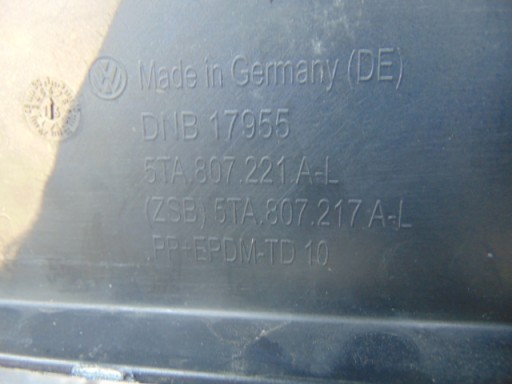 Made in Germany (DE)
DNB 17955
5TA.807.221.A-L
(ZSB) 5TA.807.217 A-L
PP-EPDM-TD 10